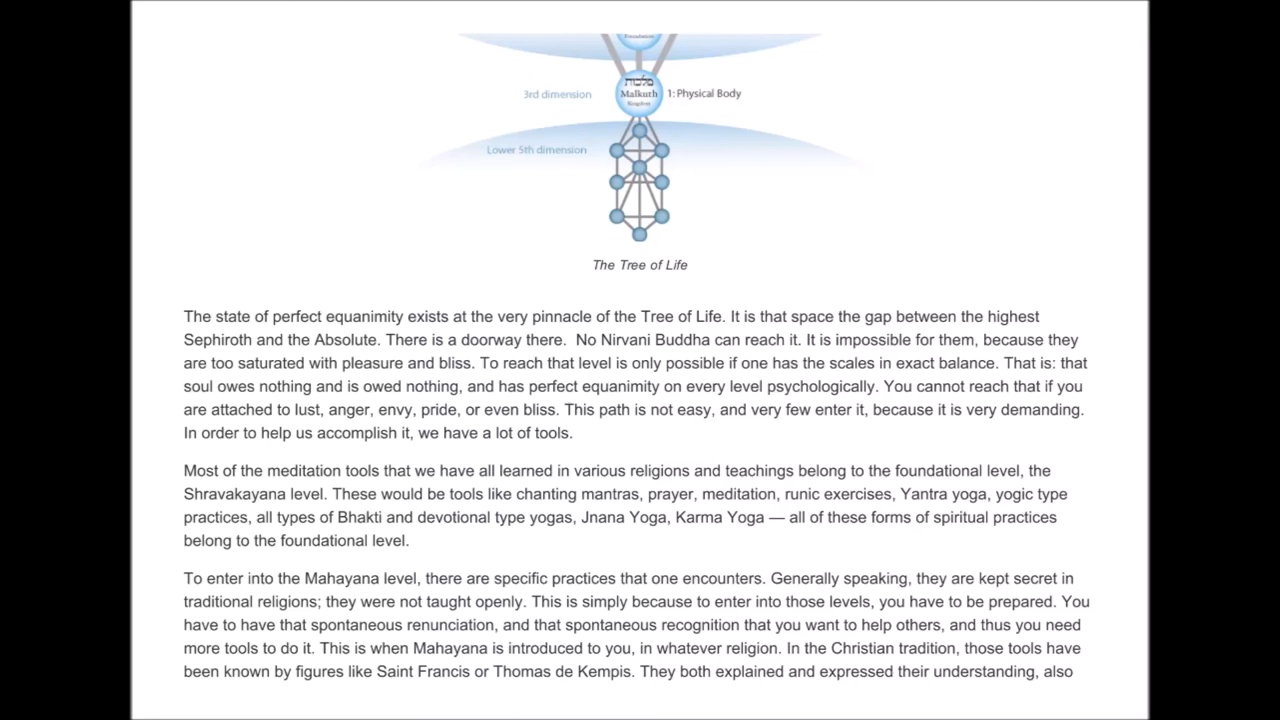 Foundation
מלכות
3rd dimension
Malkuth
1: Physical Body
Kingdom
Lower 5th dimension
The Tree of Life
The state of perfect equanimity exists at the very pinnacle of the Tree of Life. It is that space the gap between the highest
Sephiroth and the Absolute. There is a doorway there.  No Nirvani Buddha can reach it. It is impossible for them, because they
are too saturated with pleasure and bliss. To reach that level is only possible if one has the scales in exact balance. That is: that
soul owes nothing and is owed nothing, and has perfect equanimity on every level psychologically. You cannot reach that if you
are attached to lust, anger, envy, pride, or even bliss. This path is not easy, and very few enter it, because it is very demanding.
In order to help us accomplish it, we have a lot of tools.
Most of the meditation tools that we have all learned in various religions and teachings belong to the foundational level, the
Shravakayana level. These would be tools like chanting mantras, prayer, meditation, runic exercises, Yantra yoga, yogic type
practices, all types of Bhakti and devotional type yogas, Jnana Yoga, Karma Yoga — all of these forms of spiritual practices
belong to the foundational level.
To enter into the Mahayana level, there are specific practices that one encounters. Generally speaking, they are kept secret in
traditional religions; they were not taught openly. This is simply because to enter into those levels, you have to be prepared. You
have to have that spontaneous renunciation, and that spontaneous recognition that you want to help others, and thus you need
more tools to do it. This is when Mahayana is introduced to you, in whatever religion. In the Christian tradition, those tools have
been known by figures like Saint Francis or Thomas de Kempis. They both explained and expressed their understanding, also